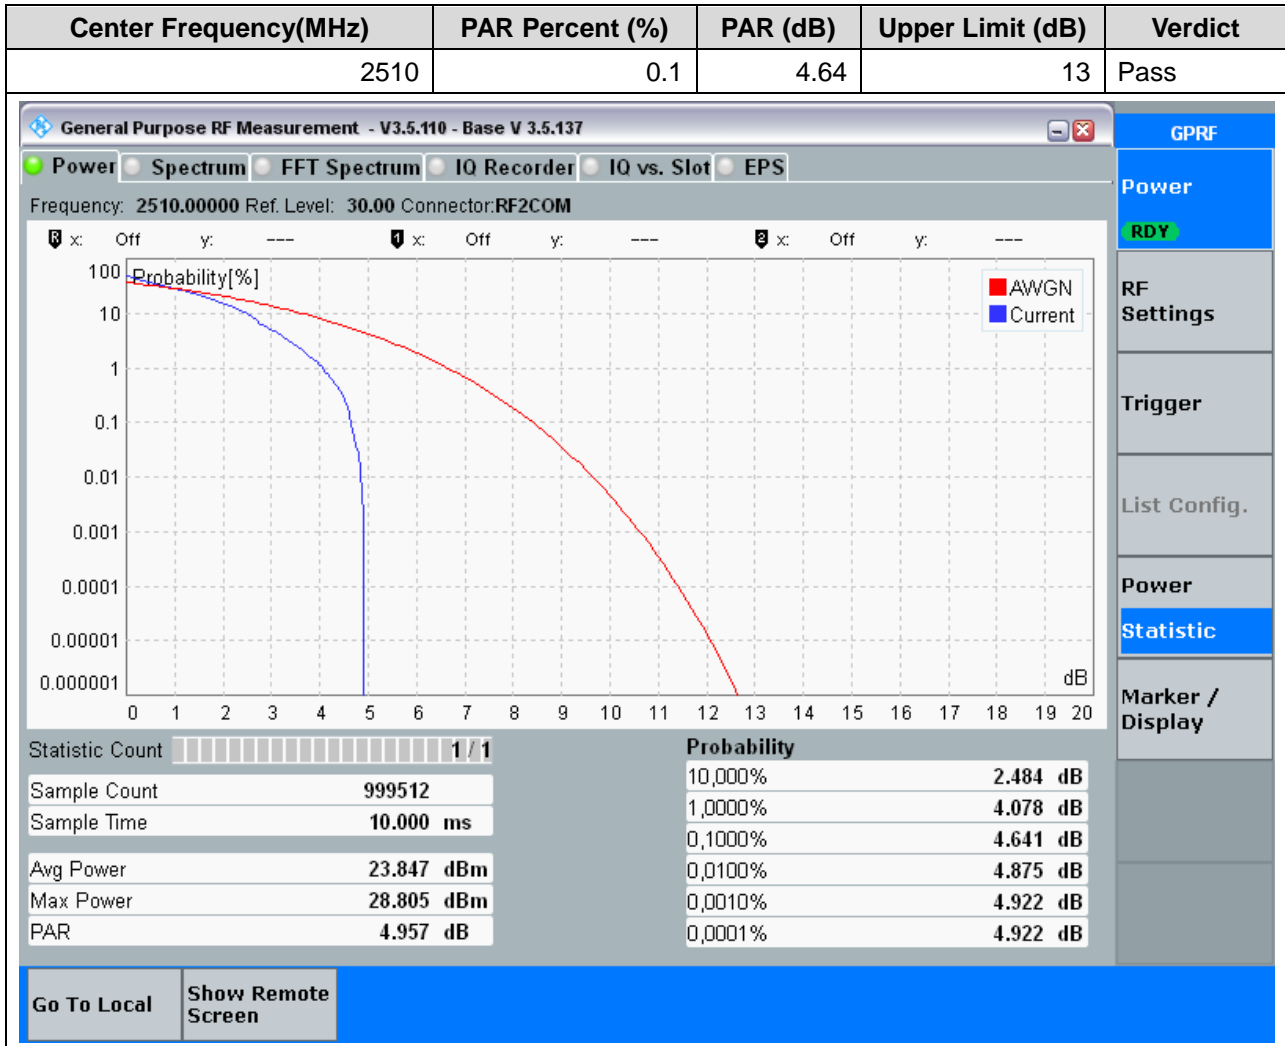 Center Frequency(MHz) PAR Percent (%) PAR (dB) Upper Limit (dB) Verdict
2510 0.1 4.64 13 Pass
General Purpose RF Measurement - V3.5.110 - Base V 3.5.137
GPRF
Power Spectrum FFT Spectrum IQ Recorder IQ vs. Slot EPS
Power
RDY
Frequency: 2510.00000 Ref. Level: 30.00 Connector:RF2COM
R x: Off y: --- 1 x: Off y: --- 2 x: Off y: ---
Probability[%]
100
10
1
0.1
0.01
0.001
0.0001
0.00001
0.000001
AWGN
Current
dB
0 1 2 3 4 5 6 7 8 9 10 11 12 13 14 15 16 17 18 19 20
RF
Settings
Trigger
List Config.
Power
Statistic
Marker /
Display
Statistic Count 1 / 1
Sample Count 999512
Sample Time 10.000 ms
Avg Power 23.847 dBm
Max Power 28.805 dBm
PAR 4.957 dB
Probability
10,000% 2.484 dB
1,0000% 4.078 dB
0,1000% 4.641 dB
0,0100% 4.875 dB
0,0010% 4.922 dB
0,0001% 4.922 dB
Go To Local
Show Remote
Screen